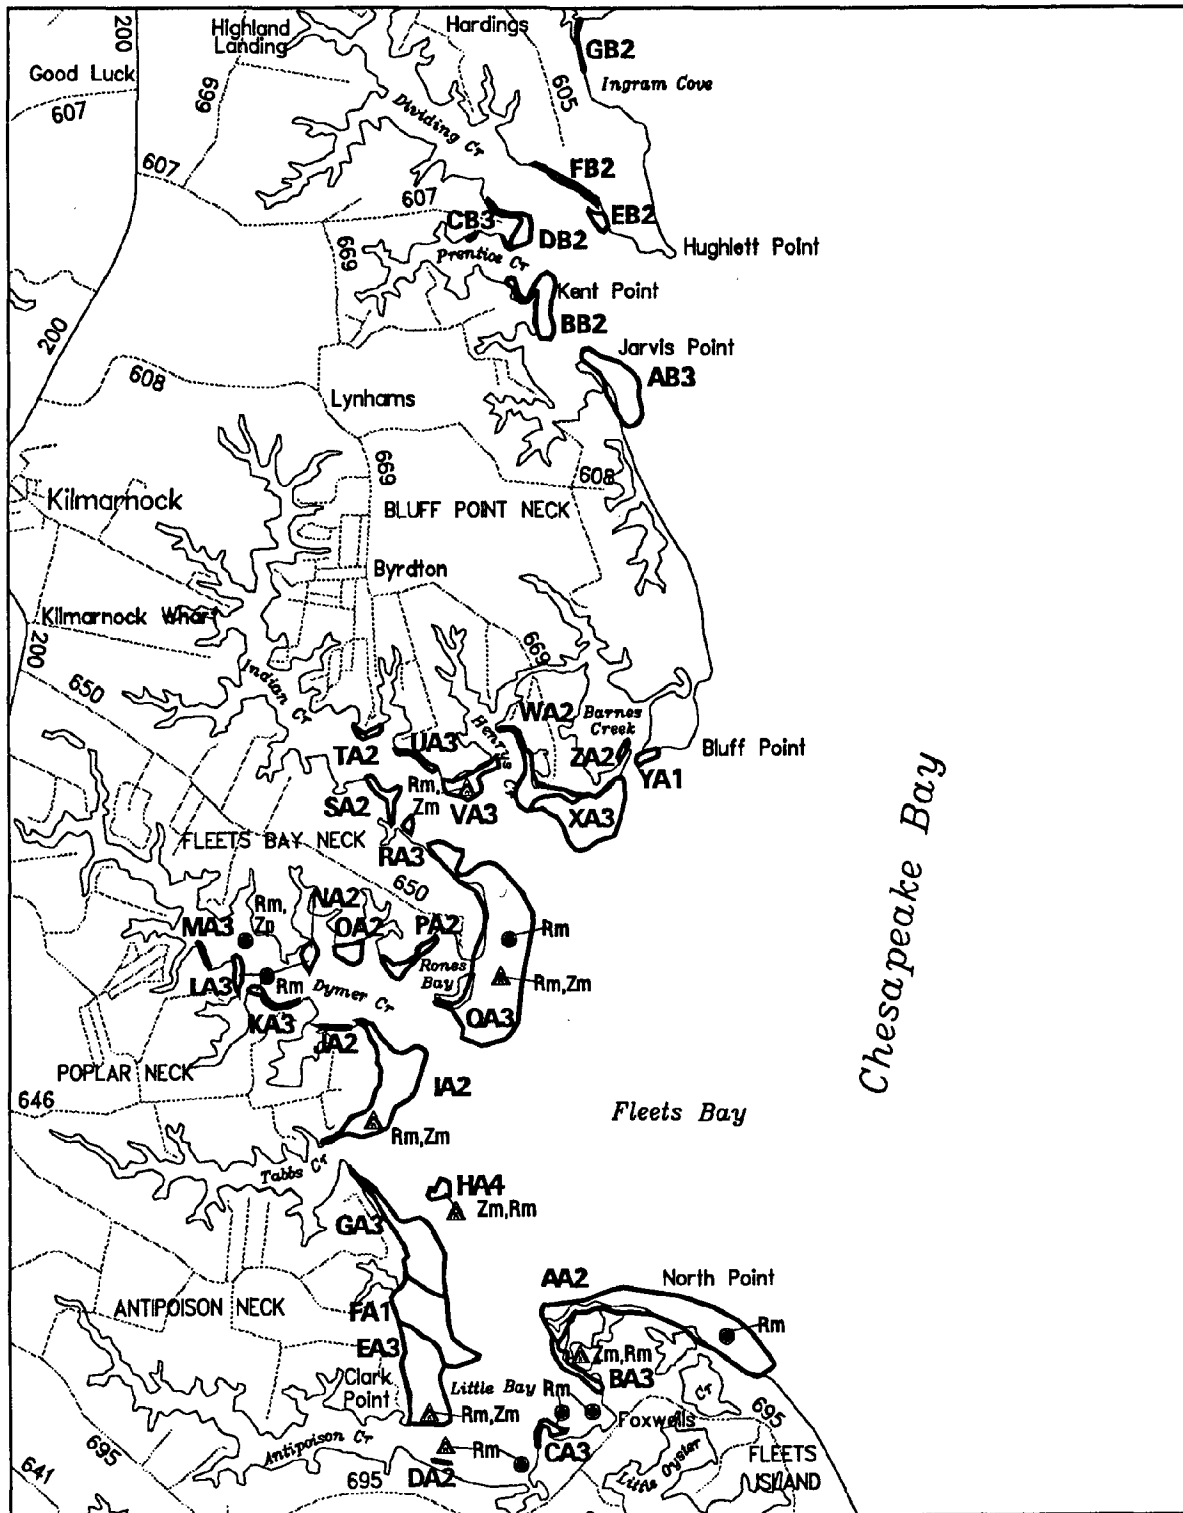 200
Highland
Landing
Hardings
GB2
Good Luck
699
605
Ingram Cove
607
Dividing Cr
607
FB2
607
EB2
CB3
DB2
669
Hughlett Point
Prentice Cr
Kent Point
BB2
200
Jarvis Point
608
AB3
Lynhams
669
608
Kilmarnock
BLUFF POINT NECK
Byrdton
Kilmarnock Wharf
200
650
Indian Cr
669
WA2
Barnes
Creek
Henrys Cr
TA2
UA3
ZA2
YA1
Bluff Point
Rm,
Zm
SA2
VA3
XA3
FLEETS BAY NECK
RA3
650
Chesapeake Bay
NA2
Rm,
Zp
MA3
OA2
PA2
Rm
Rones
Bay
LA3
Rm
Dymer Cr
Rm,Zm
KA3
QA3
JA2
POPLAR NECK
IA2
646
Fleets Bay
Rm,Zm
Tabbs Cr
HA4
Zm,Rm
GA3
AA2
North Point
ANTIPOISON NECK
FA1
Rm
EA3
Zm,Rm
Clark
Point
Little Bay
Rm
BA3
Cr
695
Rm,Zm
Foxwells
Antipoison Cr
Rm
CA3
695
641
695
DA2
Little Oyster
FLEETS
ISLAND